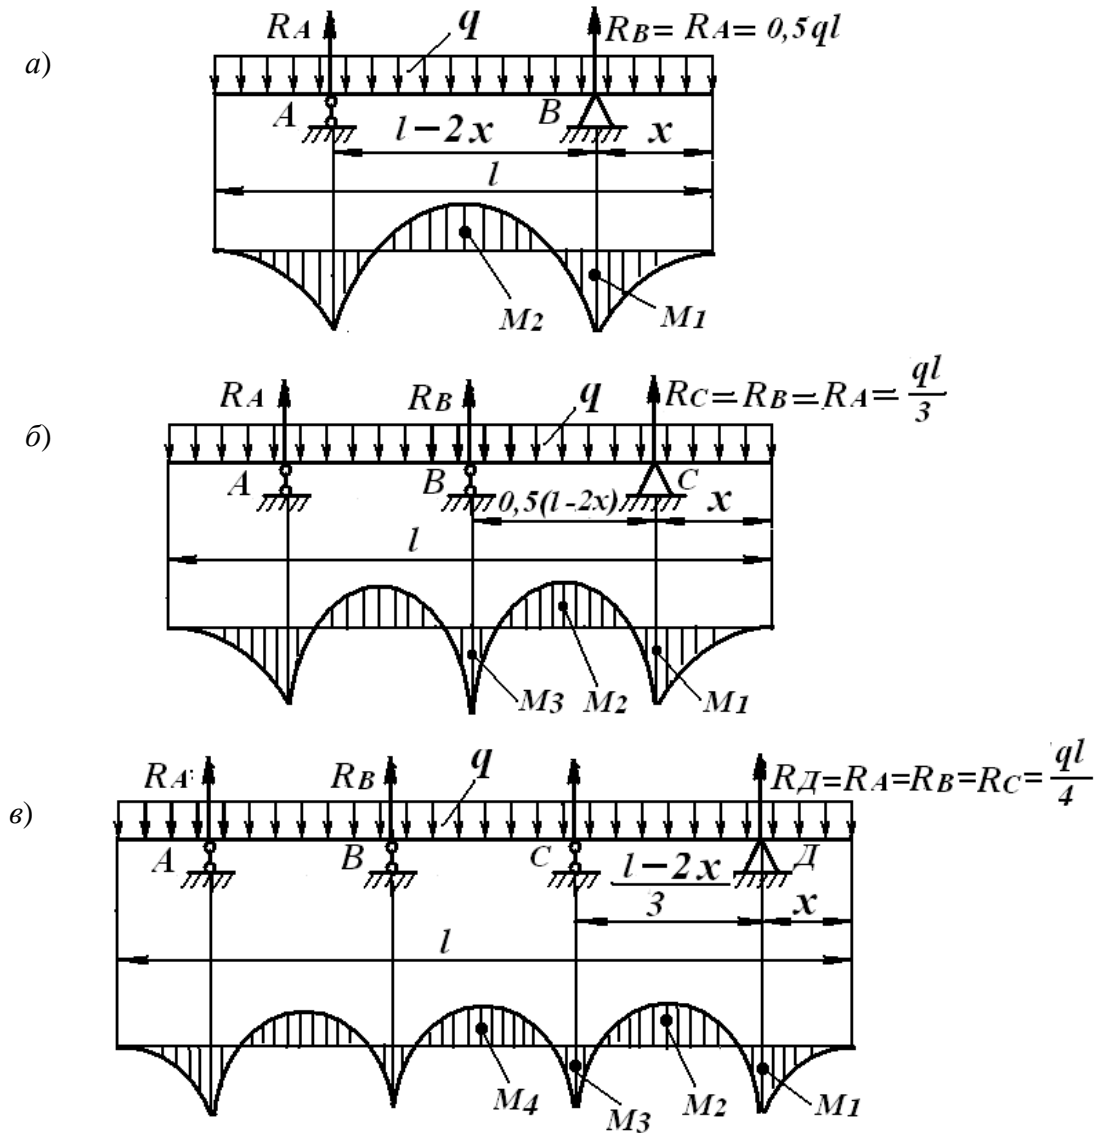 а)
RA q RB = RA = 0,5ql
A B
l − 2x x
l
M2 M1
б)
RA RB q RC = RB = RA = ql/3
A B C
0,5(l - 2x) x
l
M3 M2 M1
в)
RA: RB q RД = RA = RB = RC = ql/4
A B C Д
l − 2x/3 x
l
M4 M3 M2 M1